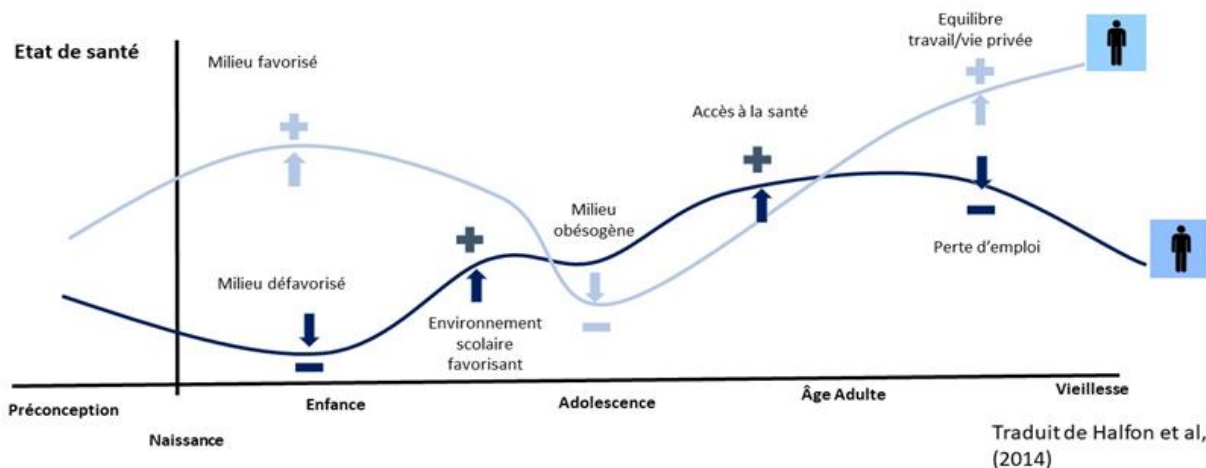 Etat de santé
Milieu favorisé
Equilibre
travail/vie privée
Accès à la santé
Milieu
obésogène
Milieu défavorisé
Environnement
scolaire
favorisant
Perte d’emploi
Préconception
Naissance
Enfance
Adolescence
Âge Adulte
Vieillesse
Traduit de Halfon et al,
(2014)